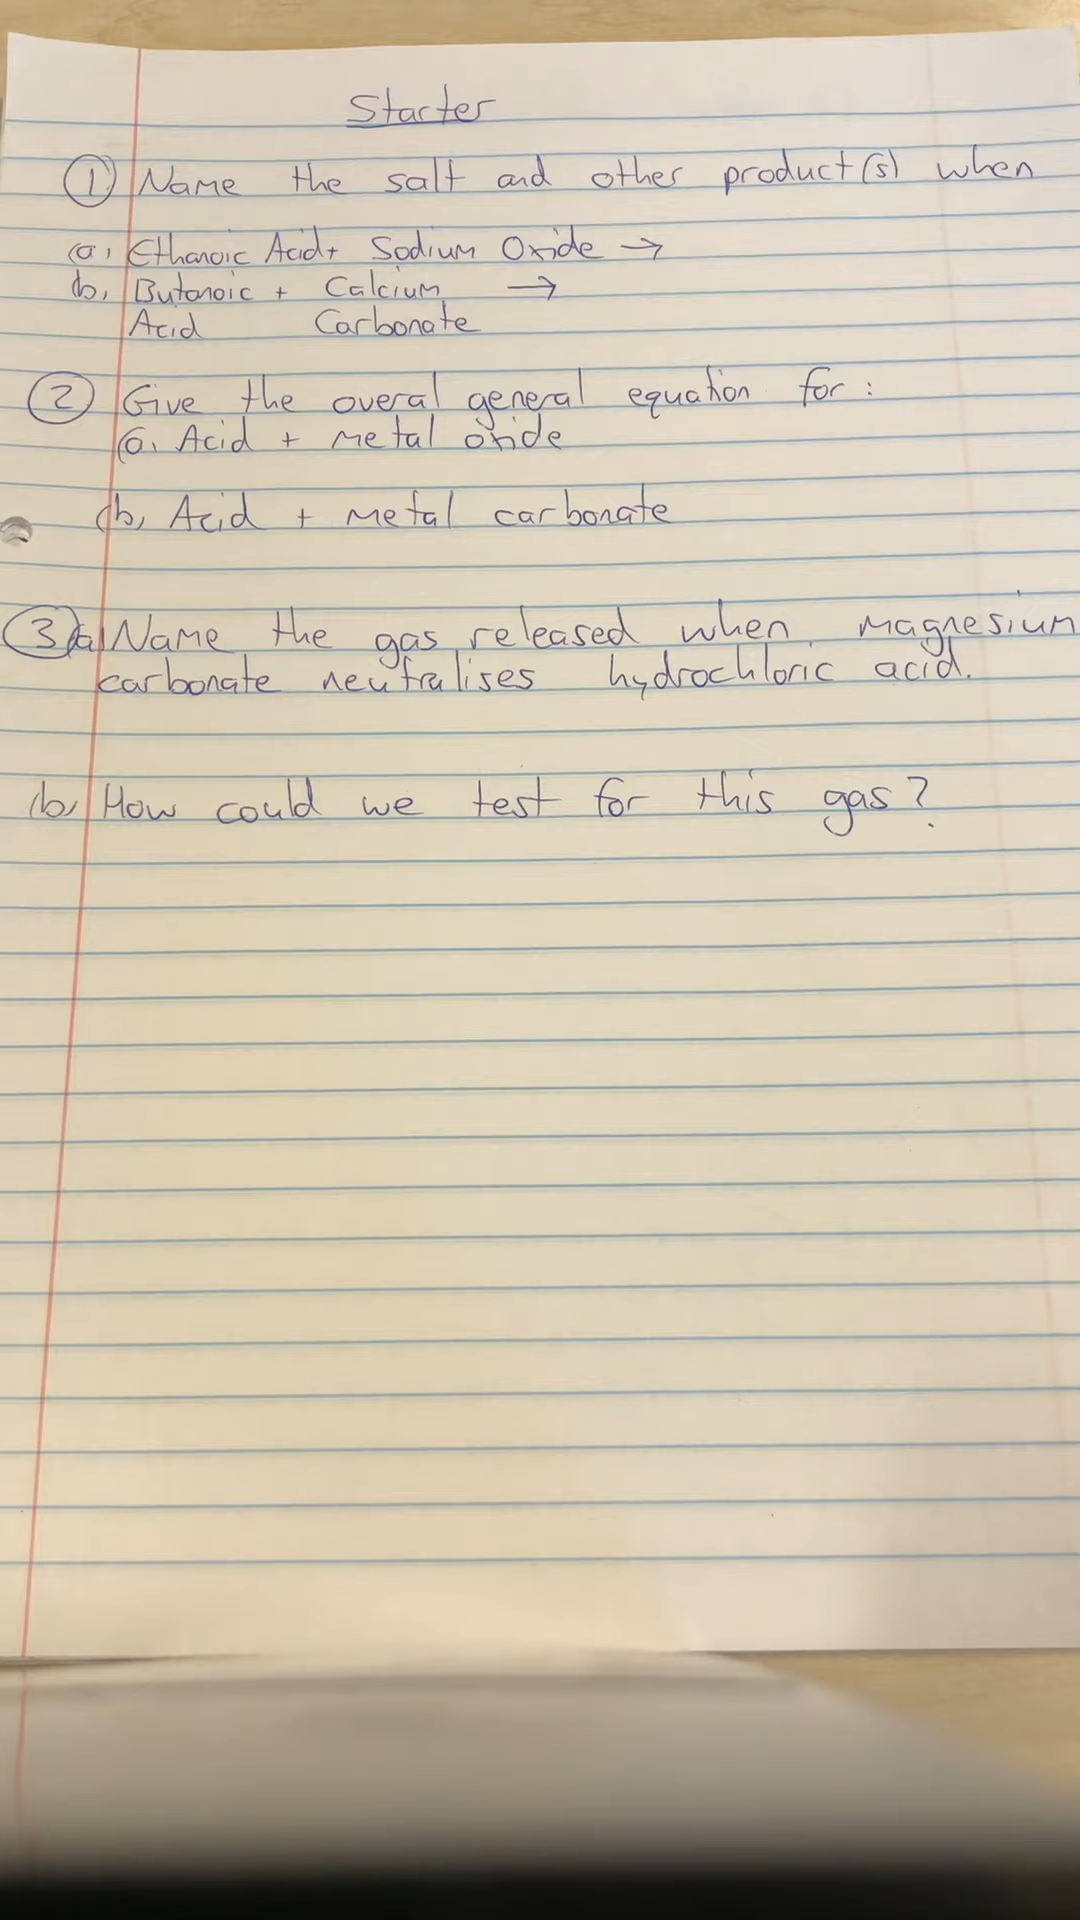 Starter
① Name the salt and other product(s) when
(a) Ethanoic Acid + Sodium Oxide →
(b) Butanoic + Calcium →
Acid Carbonate
② Give the overal general equation for :
(a) Acid + Metal oxide
(b) Acid + Metal carbonate
③ (a) Name the gas released when magnesium
carbonate neutralises hydrochloric acid.
(b) How could we test for this gas?